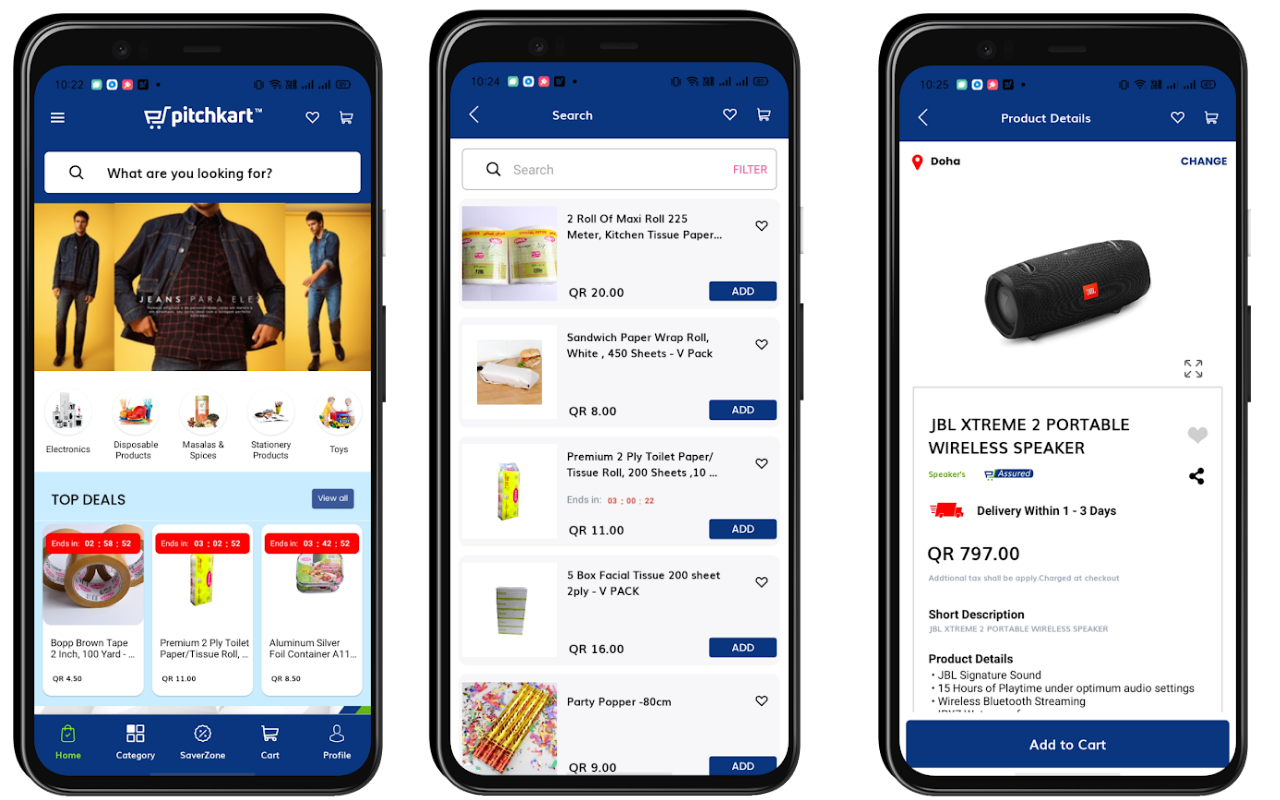 10:22
pitchkart™
What are you looking for?
JEANS PARA ELES
Electronics
Disposable
Products
Masalas &
Spices
Stationery
Products
Toys
TOP DEALS
View all
Ends in: 02 : 58 : 52
Ends in: 03 : 02 : 52
Ends in: 03 : 42 : 52
Bopp Brown Tape
2 Inch, 100 Yard - ...
QR 4.50
Premium 2 Ply Toilet
Paper/Tissue Roll, ...
QR 11.00
Aluminum Silver
Foil Container A11...
QR 8.50
Home
Category
SaverZone
Cart
Profile
10:24
Search
Search
FILTER
2 Roll Of Maxi Roll 225
Meter, Kitchen Tissue Paper...
QR 20.00
ADD
Sandwich Paper Wrap Roll,
White , 450 Sheets - V Pack
QR 8.00
ADD
Premium 2 Ply Toilet Paper/
Tissue Roll, 200 Sheets ,10 ...
Ends in: 03 : 00 : 22
QR 11.00
ADD
5 Box Facial Tissue 200 sheet
2ply - V PACK
QR 16.00
ADD
Party Popper -80cm
QR 9.00
ADD
10:25
Product Details
Doha
CHANGE
JBL
JBL XTREME 2 PORTABLE
WIRELESS SPEAKER
Speaker's
Assured
Delivery Within 1 - 3 Days
QR 797.00
Addtional tax shall be apply.Charged at checkout
Short Description
JBL XTREME 2 PORTABLE WIRELESS SPEAKER
Product Details
• JBL Signature Sound
• 15 Hours of Playtime under optimum audio settings
• Wireless Bluetooth Streaming
Add to Cart